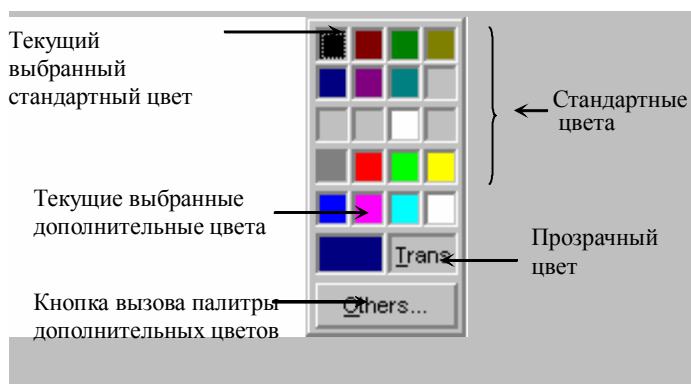 Текущий
выбранный
стандартный цвет
Стандартные
цвета
Текущие выбранные
дополнительные цвета
Прозрачный
цвет
Trans
Кнопка вызова палитры
дополнительных цветов
Others...